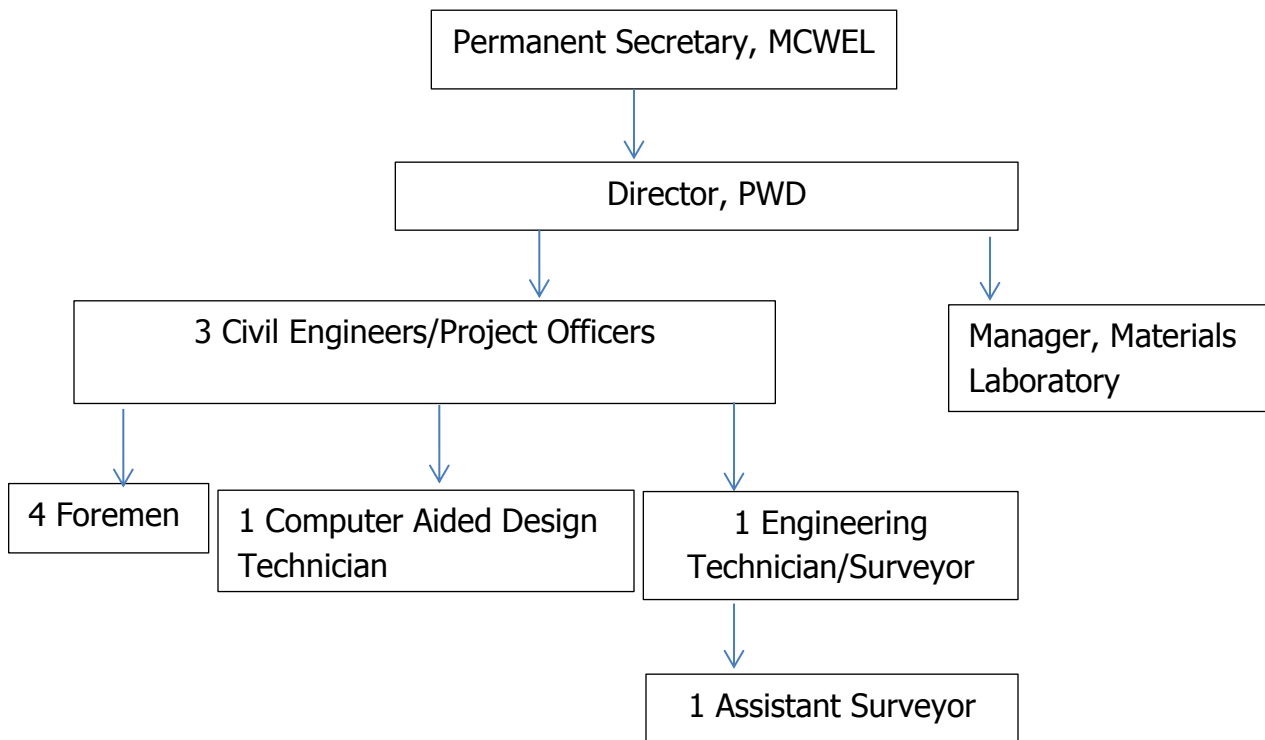 Permanent Secretary, MCWEL
Director, PWD
3 Civil Engineers/Project Officers
Manager, Materials
Laboratory
4 Foremen
1 Computer Aided Design
Technician
1 Engineering
Technician/Surveyor
1 Assistant Surveyor